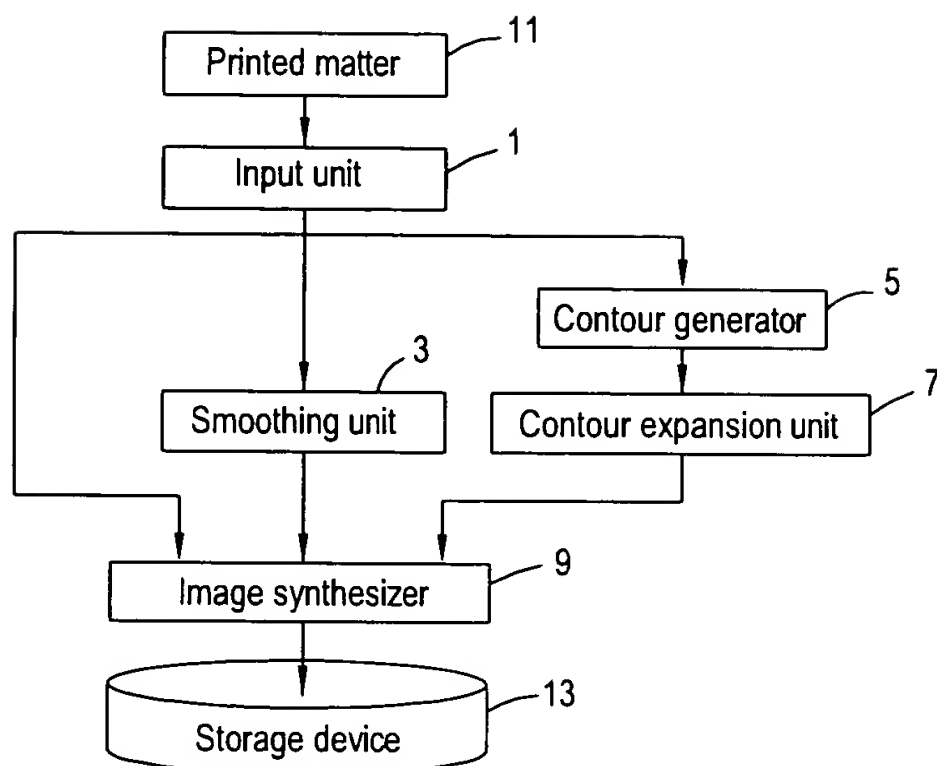 11
Printed matter
1
Input unit
5
Contour generator
3
7
Smoothing unit
Contour expansion unit
9
Image synthesizer
13
Storage device